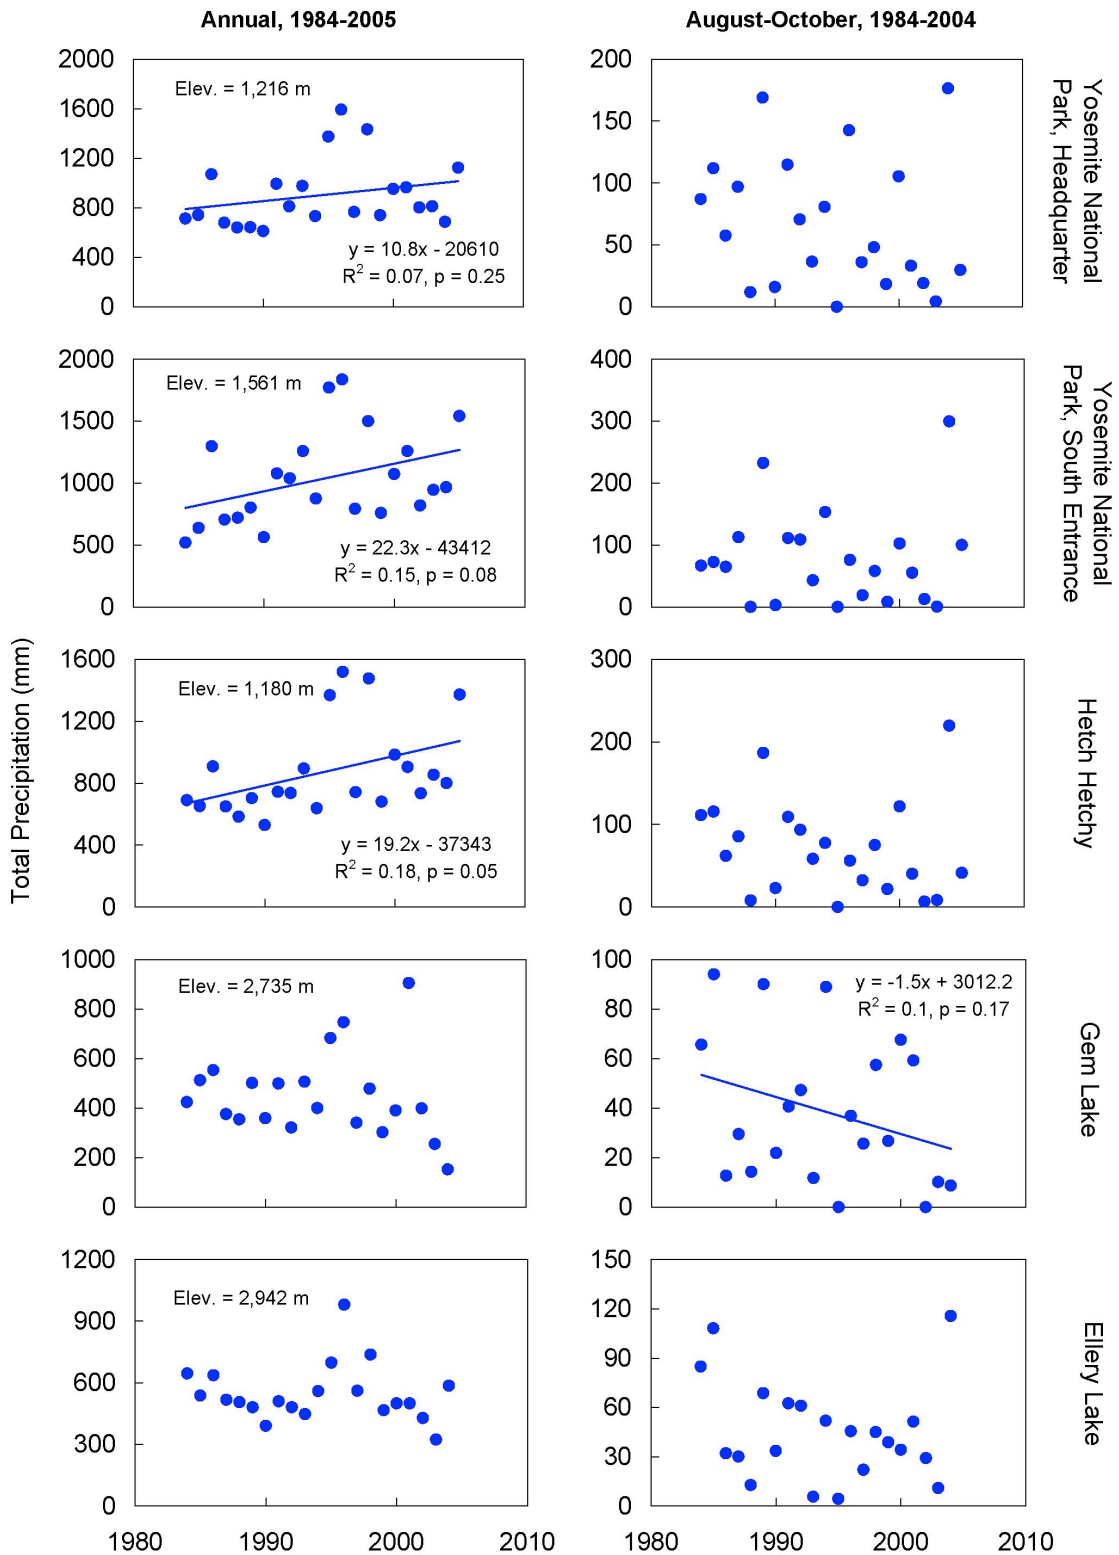 Annual, 1984-2005
August-October, 1984-2004
Total Precipitation (mm)
2000
1600
1200
800
400
0
Elev. = 1,216 m
y = 10.8x - 20610
R² = 0.07, p = 0.25
200
150
100
50
0
Yosemite National
Park, Headquarter
2000
1500
1000
500
0
Elev. = 1,561 m
y = 22.3x - 43412
R² = 0.15, p = 0.08
400
300
200
100
0
Yosemite National
Park, South Entrance
1600
1200
800
400
0
Elev. = 1,180 m
y = 19.2x - 37343
R² = 0.18, p = 0.05
300
200
100
0
Hetch Hetchy
1000
800
600
400
200
0
Elev. = 2,735 m
100
80
60
40
20
0
y = -1.5x + 3012.2
R² = 0.1, p = 0.17
Gem Lake
1200
900
600
300
0
Elev. = 2,942 m
1980 1990 2000 2010
150
120
90
60
30
0
1980 1990 2000 2010
Ellery Lake